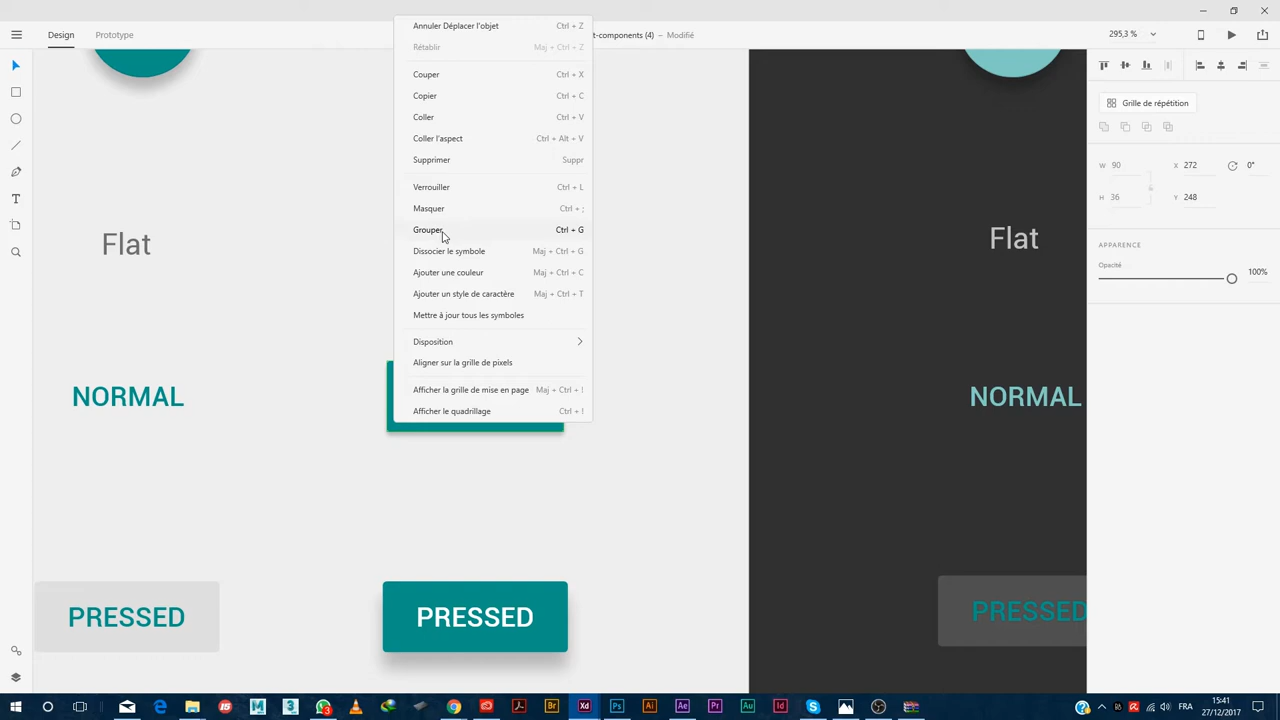 Design
Prototype
t-components (4) - Modifié
295,3 %
Annuler Déplacer l'objet Ctrl + Z
Rétablir Maj + Ctrl + Z
Couper Ctrl + X
Copier Ctrl + C
Coller Ctrl + V
Coller l'aspect Ctrl + Alt + V
Supprimer Suppr
Verrouiller Ctrl + L
Masquer Ctrl + ;
Grouper Ctrl + G
Dissocier le symbole Maj + Ctrl + G
Ajouter une couleur Maj + Ctrl + C
Ajouter un style de caractère Maj + Ctrl + T
Mettre à jour tous les symboles
Disposition
Aligner sur la grille de pixels
Afficher la grille de mise en page Maj + Ctrl + !
Afficher le quadrillage Ctrl + !
Flat
NORMAL
PRESSED
PRESSED
Flat
NORMAL
PRESSED
Grille de répétition
W 90 X 272 0°
H 36 Y 248
APPARENCE
Opacité
100%
FRA
15:41
27/12/2017